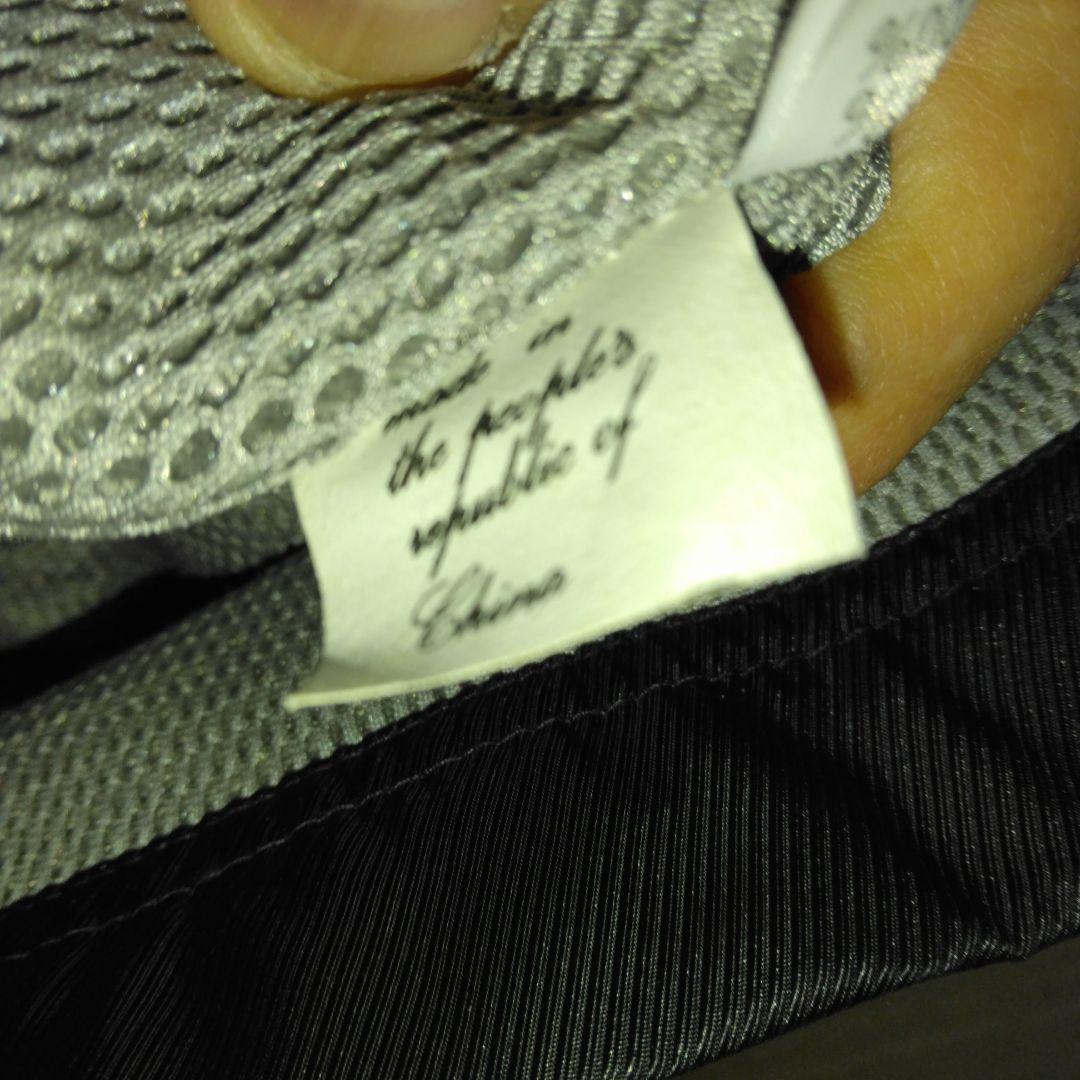 made in
the people's
republic of
China